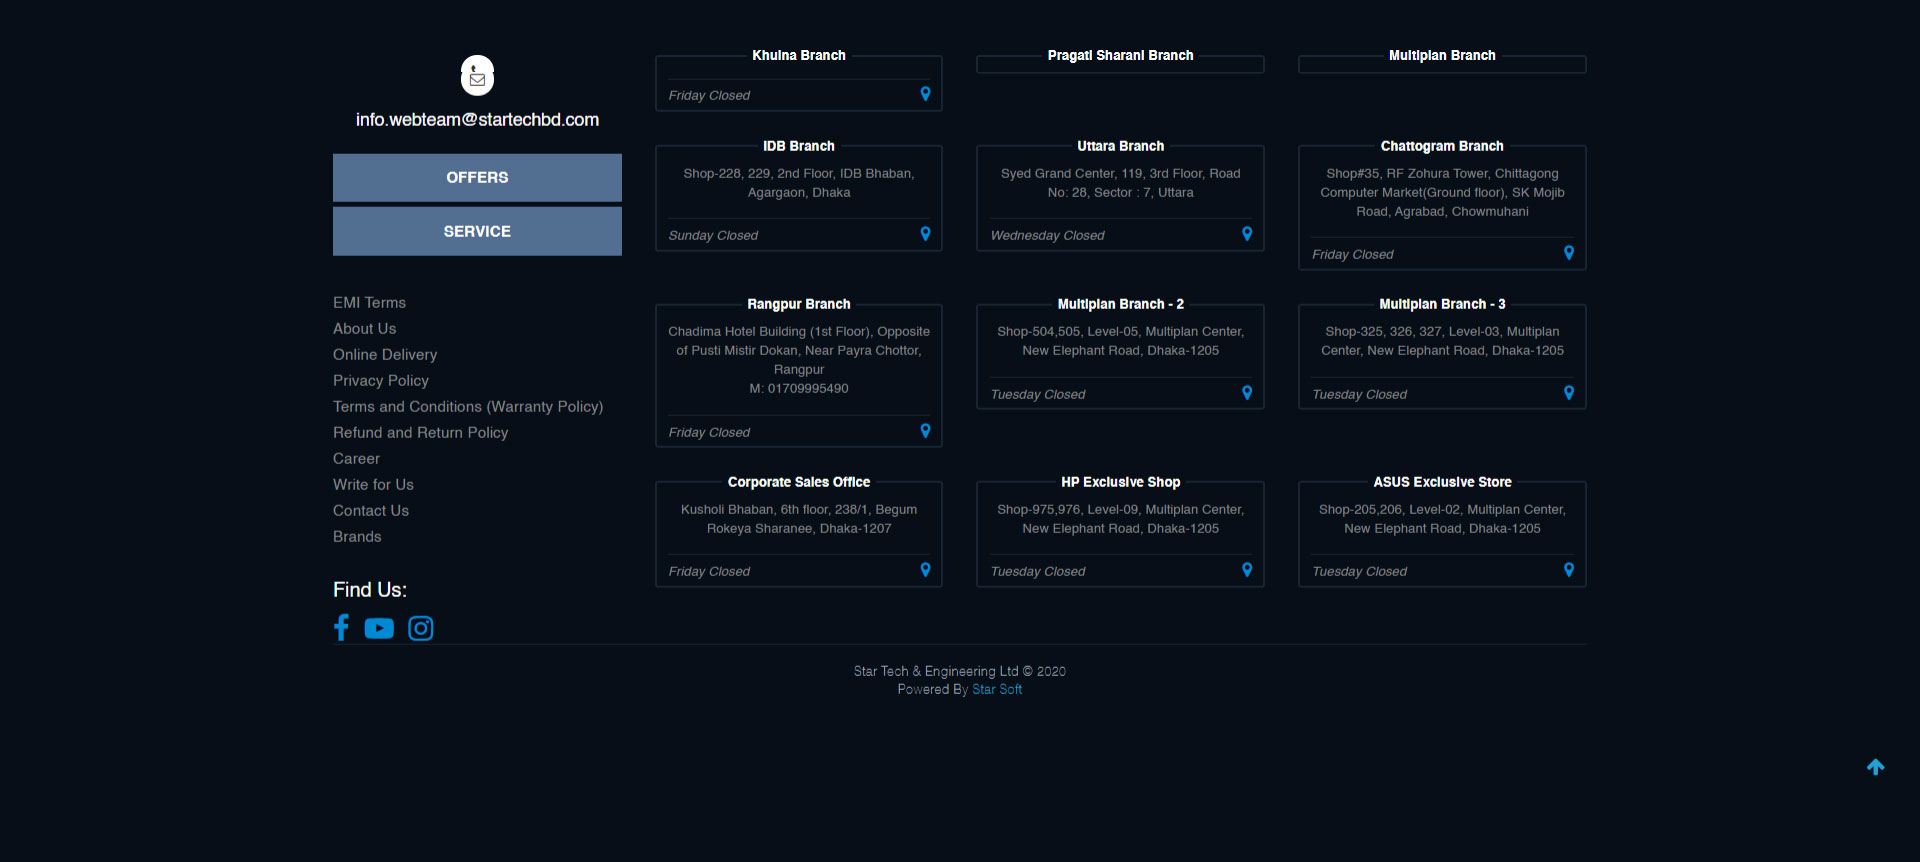 info.webteam@startechbd.com
OFFERS
SERVICE
EMI Terms
About Us
Online Delivery
Privacy Policy
Terms and Conditions (Warranty Policy)
Refund and Return Policy
Career
Write for Us
Contact Us
Brands
Find Us:
Khulna Branch
Friday Closed
Pragati Sharani Branch
Multiplan Branch
IDB Branch
Shop-228, 229, 2nd Floor, IDB Bhaban,
Agargaon, Dhaka
Sunday Closed
Uttara Branch
Syed Grand Center, 119, 3rd Floor, Road
No: 28, Sector : 7, Uttara
Wednesday Closed
Chattogram Branch
Shop#35, RF Zohura Tower, Chittagong
Computer Market(Ground floor), SK Mojib
Road, Agrabad, Chowmuhani
Friday Closed
Rangpur Branch
Chadima Hotel Building (1st Floor), Opposite
of Pusti Mistir Dokan, Near Payra Chottor,
Rangpur
M: 01709995490
Friday Closed
Multiplan Branch - 2
Shop-504,505, Level-05, Multiplan Center,
New Elephant Road, Dhaka-1205
Tuesday Closed
Multiplan Branch - 3
Shop-325, 326, 327, Level-03, Multiplan
Center, New Elephant Road, Dhaka-1205
Tuesday Closed
Corporate Sales Office
Kusholi Bhaban, 6th floor, 238/1, Begum
Rokeya Sharanee, Dhaka-1207
Friday Closed
HP Exclusive Shop
Shop-975,976, Level-09, Multiplan Center,
New Elephant Road, Dhaka-1205
Tuesday Closed
ASUS Exclusive Store
Shop-205,206, Level-02, Multiplan Center,
New Elephant Road, Dhaka-1205
Tuesday Closed
Star Tech & Engineering Ltd © 2020
Powered By Star Soft